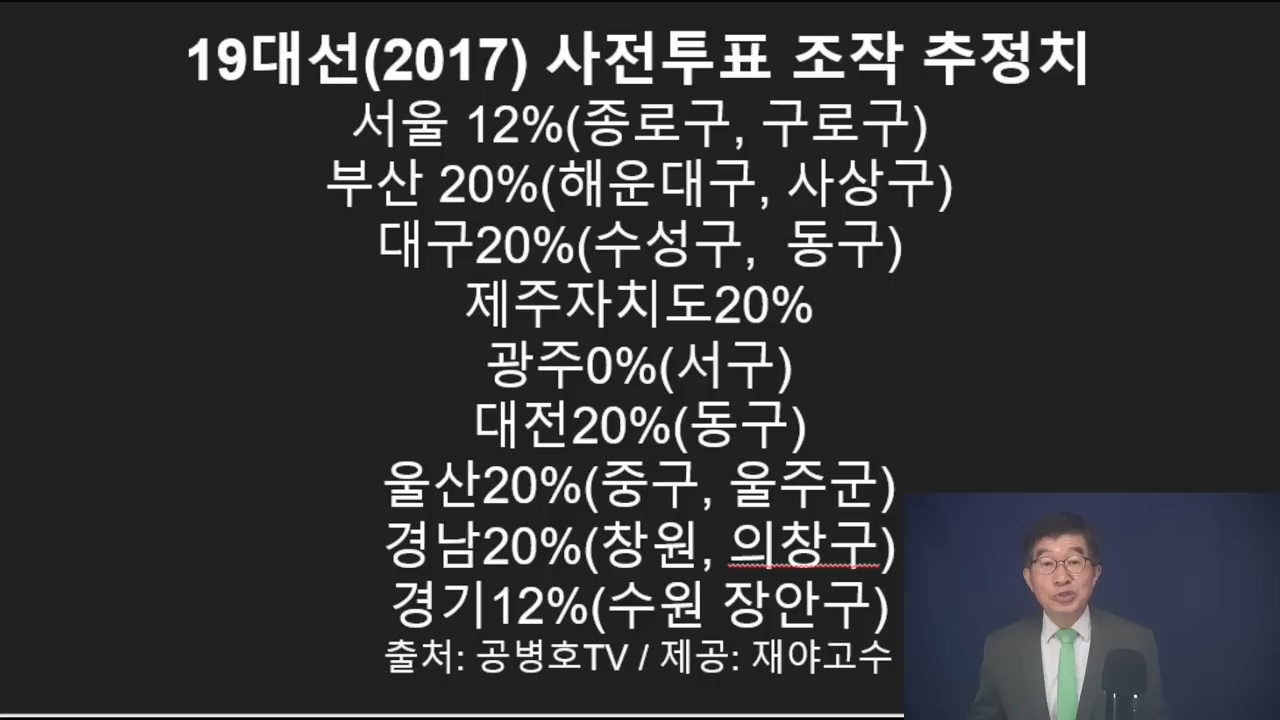 19대선(2017) 사전투표 조작 추정치
서울 12%(종로구, 구로구)
부산 20%(해운대구, 사상구)
대구20%(수성구, 동구)
제주자치도20%
광주0%(서구)
대전20%(동구)
울산20%(중구, 울주군)
경남20%(창원, 의창구)
경기12%(수원 장안구)
출처: 공병호TV / 제공: 재야고수